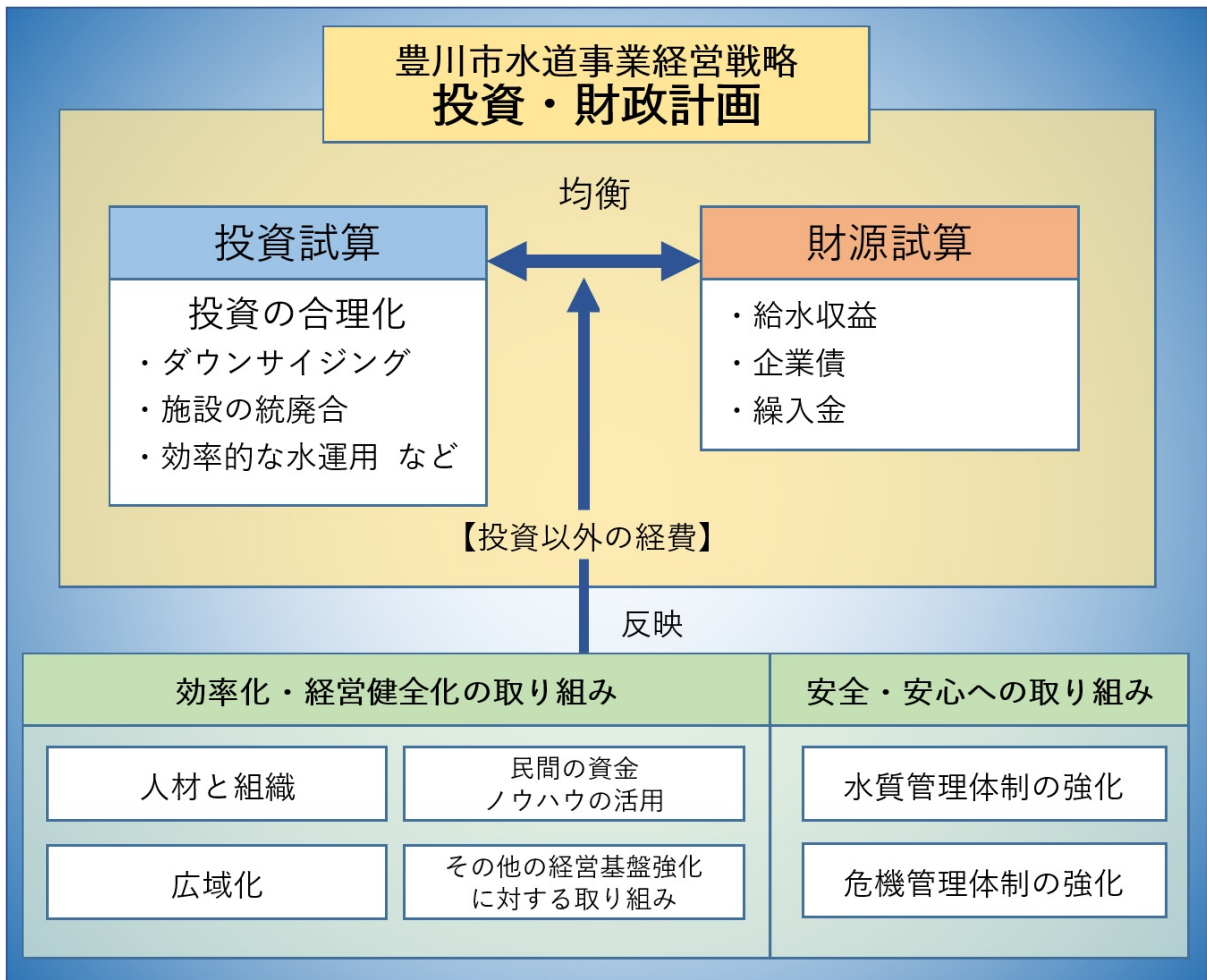 豊川市水道事業経営戦略
投資・財政計画
均衡
投資試算
投資の合理化
・ダウンサイジング
・施設の統廃合
・効率的な水運用 など
財源試算
・給水収益
・企業債
・繰入金
【投資以外の経費】
反映
効率化・経営健全化の取り組み
人材と組織
民間の資金
ノウハウの活用
広域化
その他の経営基盤強化
に対する取り組み
安全・安心への取り組み
水質管理体制の強化
危機管理体制の強化